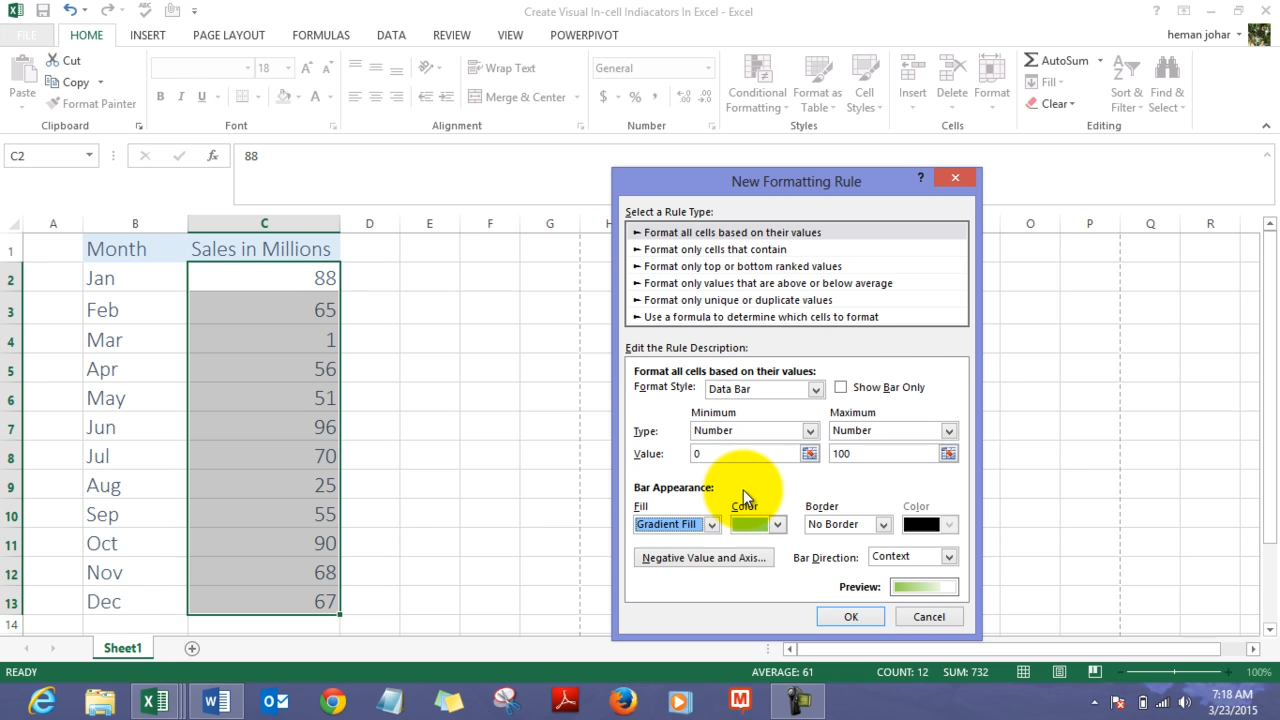 Create Visual In-cell Indiacators In Excel - Excel
FILE HOME INSERT PAGE LAYOUT FORMULAS DATA REVIEW VIEW POWERPIVOT heman johar
Paste
Cut
Copy
Format Painter
Clipboard
18
B I U
Font
Wrap Text
Merge & Center
Alignment
General
$ % ,
Number
Conditional Formatting
Format as Table
Cell Styles
Styles
Insert Delete Format
Cells
AutoSum
Fill
Clear
Sort & Filter
Find & Select
Editing
C2 fx 88
A B C D E F G H O P Q R
1 Month Sales in Millions
2 Jan 88
3 Feb 65
4 Mar 1
5 Apr 56
6 May 51
7 Jun 96
8 Jul 70
9 Aug 25
10 Sep 55
11 Oct 90
12 Nov 68
13 Dec 67
14
New Formatting Rule
Select a Rule Type:
► Format all cells based on their values
► Format only cells that contain
► Format only top or bottom ranked values
► Format only values that are above or below average
► Format only unique or duplicate values
► Use a formula to determine which cells to format
Edit the Rule Description:
Format all cells based on their values:
Format Style: Data Bar Show Bar Only
Minimum Maximum
Type: Number Number
Value: 0 100
Bar Appearance:
Fill Color Border Color
Gradient Fill No Border
Negative Value and Axis... Bar Direction: Context
Preview:
OK Cancel
Sheet1
READY AVERAGE: 61 COUNT: 12 SUM: 732 100%
7:18 AM
3/23/2015